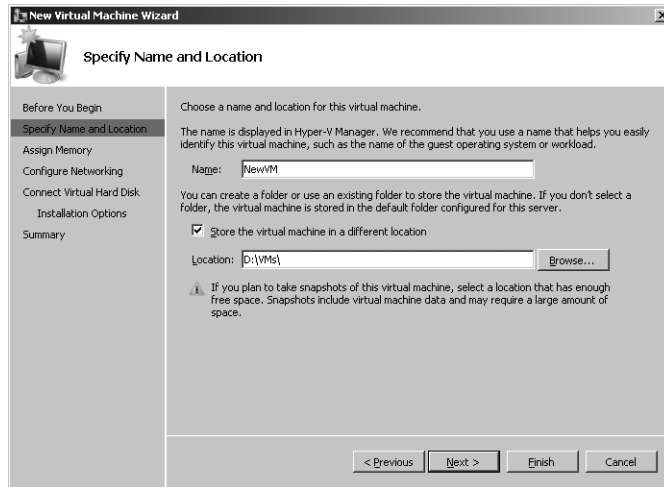 New Virtual Machine Wizard
Specify Name and Location
Before You Begin
Specify Name and Location
Assign Memory
Configure Networking
Connect Virtual Hard Disk
Installation Options
Summary
Choose a name and location for this virtual machine.
The name is displayed in Hyper-V Manager. We recommend that you use a name that helps you easily
identify this virtual machine, such as the name of the guest operating system or workload.
Name: NewVM
You can create a folder or use an existing folder to store the virtual machine. If you don't select a
folder, the virtual machine is stored in the default folder configured for this server.
Store the virtual machine in a different location
Location: D:\VMs\ Browse...
If you plan to take snapshots of this virtual machine, select a location that has enough
free space. Snapshots include virtual machine data and may require a large amount of
space.
< Previous Next > Finish Cancel